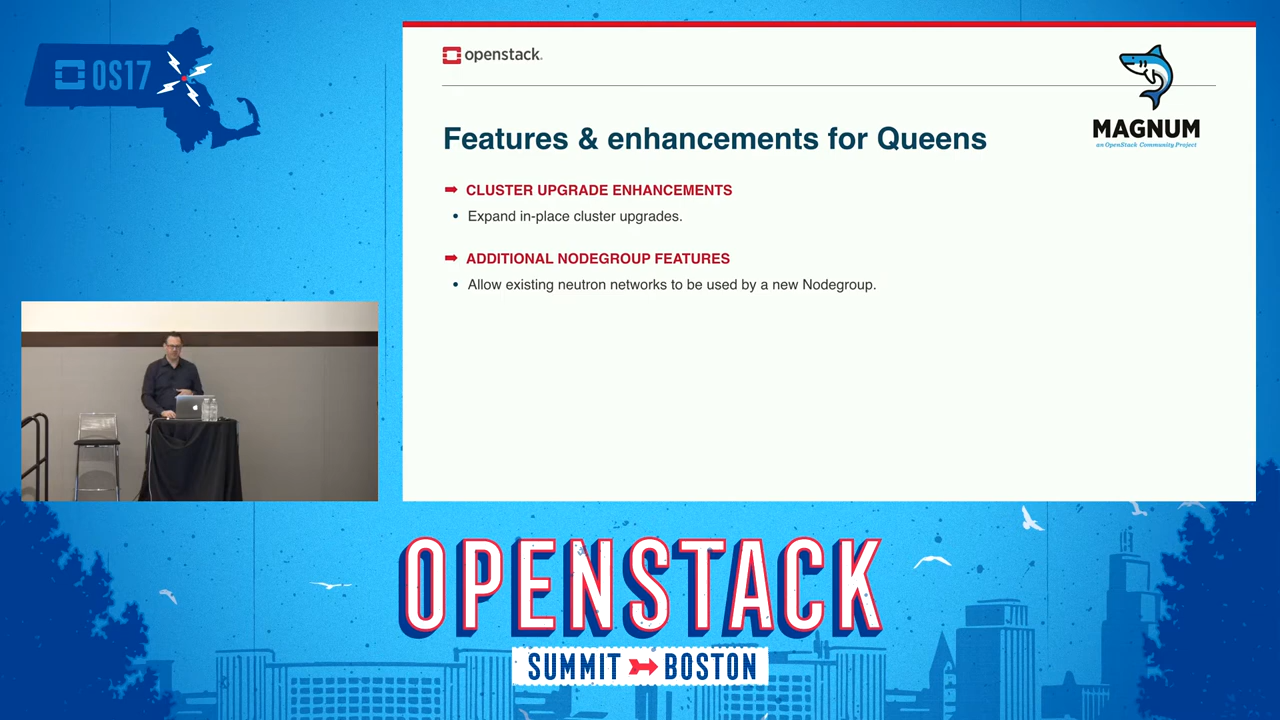 OS17
openstack.
MAGNUM
an OpenStack Community Project
Features & enhancements for Queens
➡ CLUSTER UPGRADE ENHANCEMENTS
• Expand in-place cluster upgrades.
➡ ADDITIONAL NODEGROUP FEATURES
• Allow existing neutron networks to be used by a new Nodegroup.
OPENSTACK
SUMMIT BOSTON